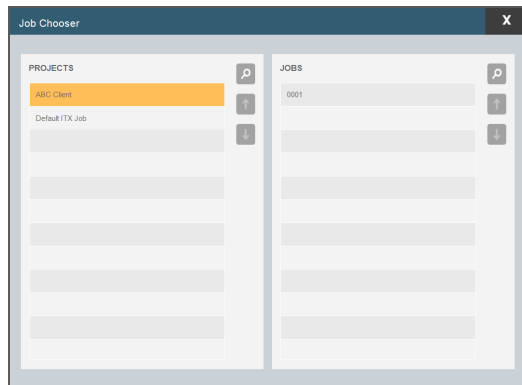 Job Chooser
X
PROJECTS
ABC Client
Default ITX Job
JOBS
0001